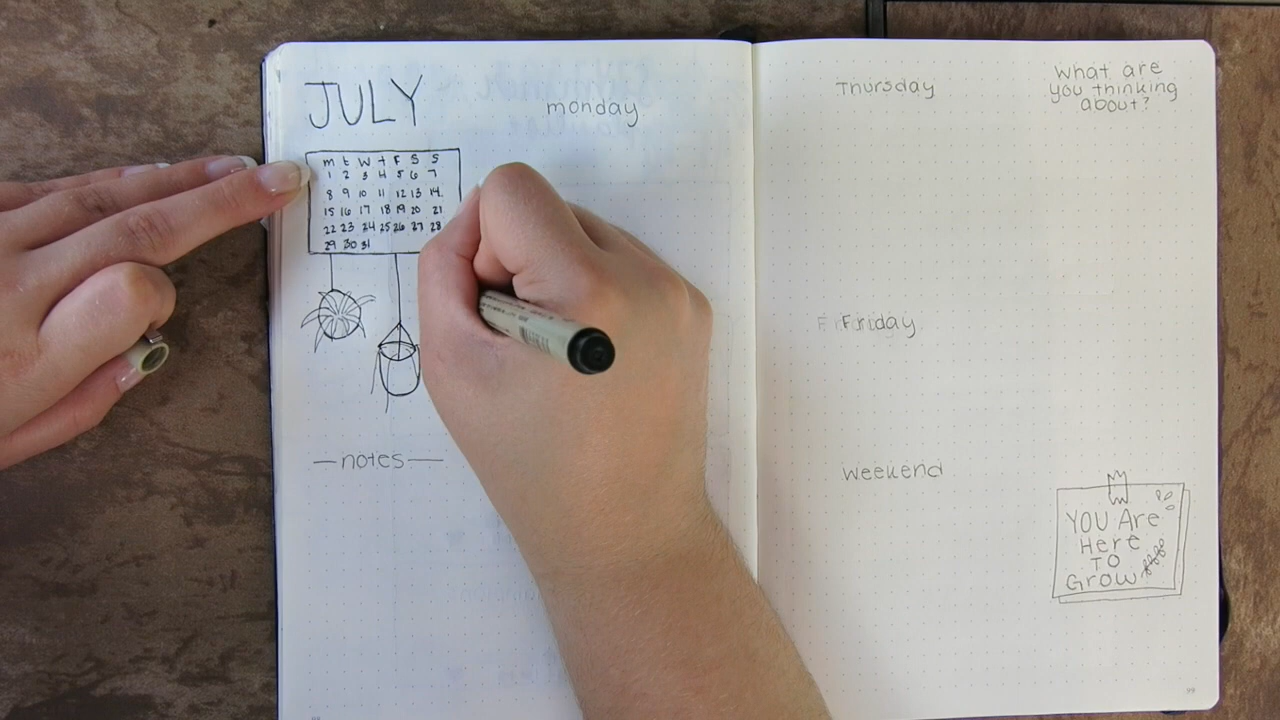 JULY
monday
m t W t F S S
1 2 3 4 5 6 7
8 9 10 11 12 13 14
15 16 17 18 19 20 21
22 23 24 25 26 27 28
29 30 31
—notes—
Thursday
What are
you thinking
about?
Friday
weekend
YOU Are
Here
TO
Grow
99